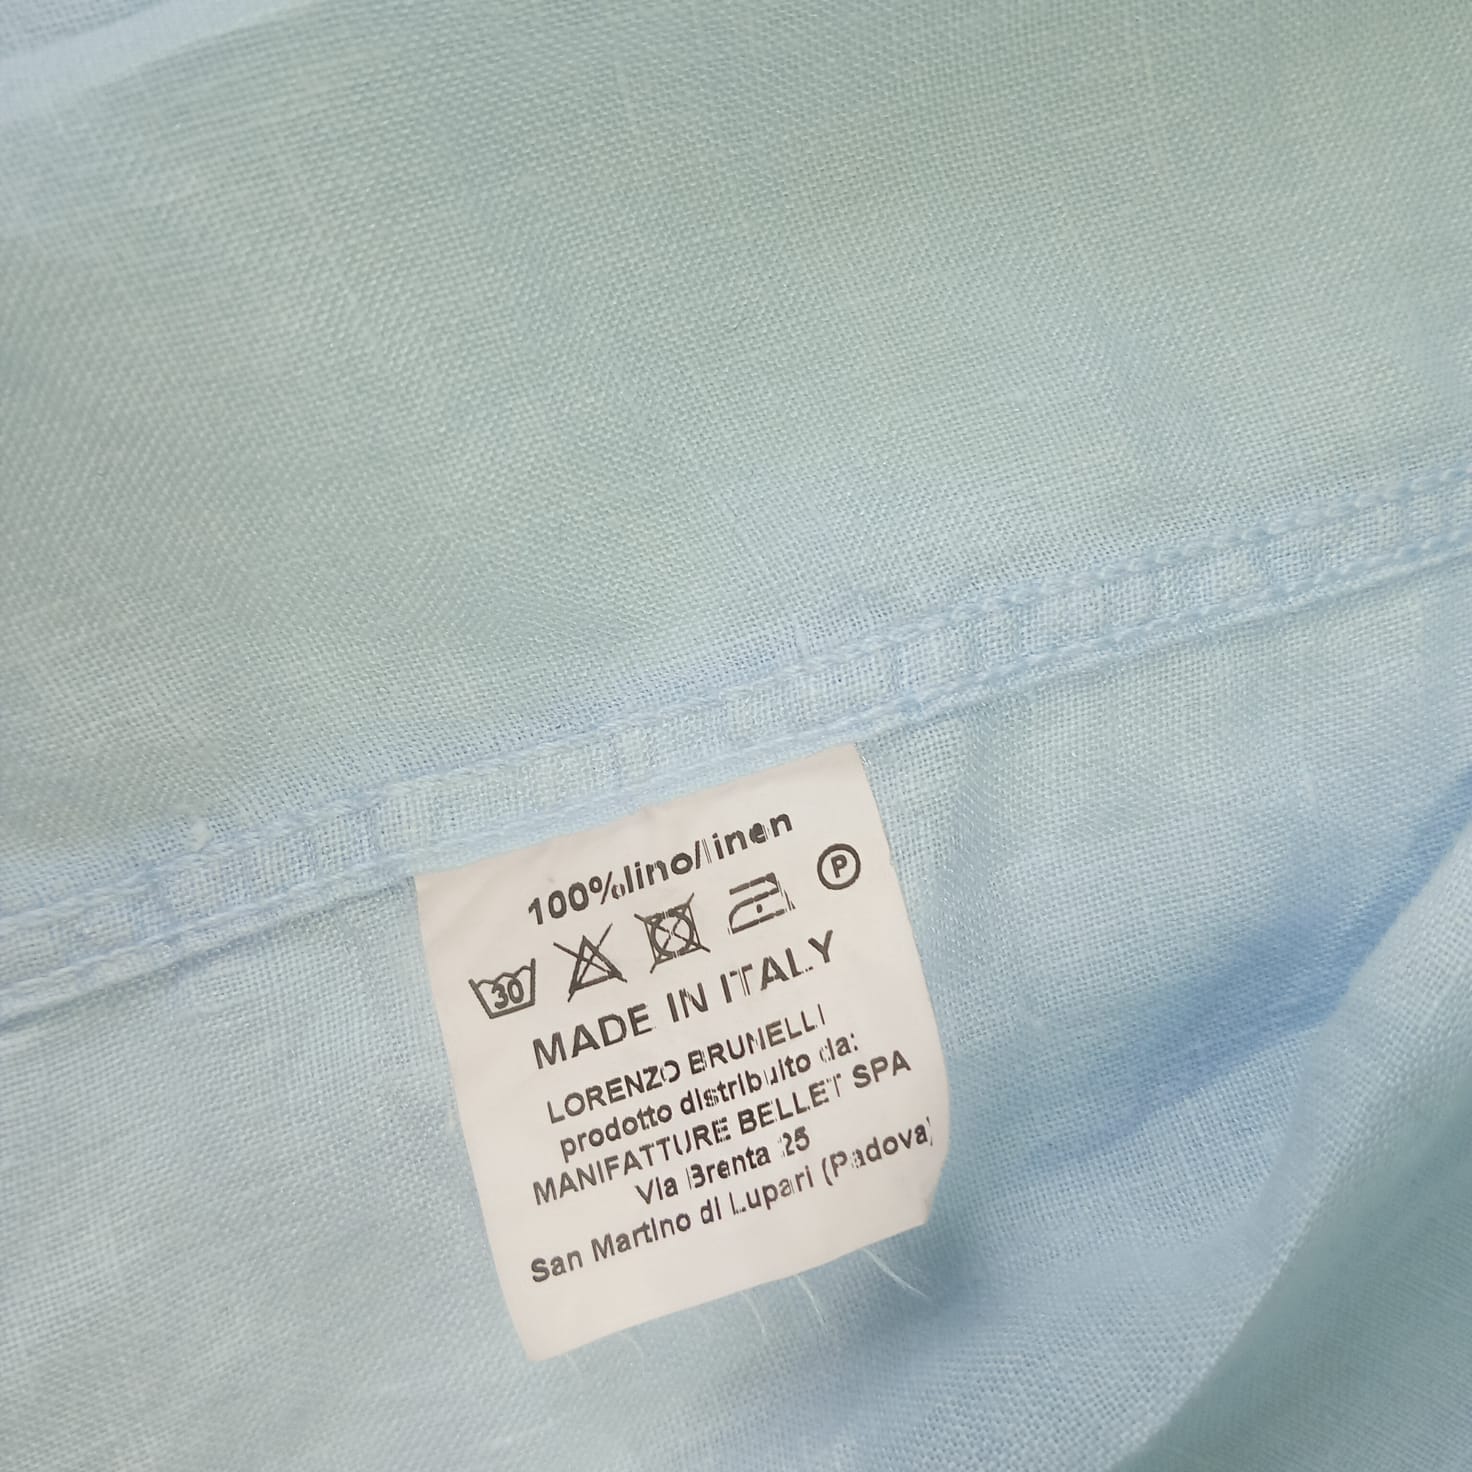 100%lino/linen
30 P
MADE IN ITALY
LORENZO BRUNELLI
prodotto distribuito da:
MANIFATTURE BELLET SPA
Via Brenta 25
San Martino di Lupari (Padova)